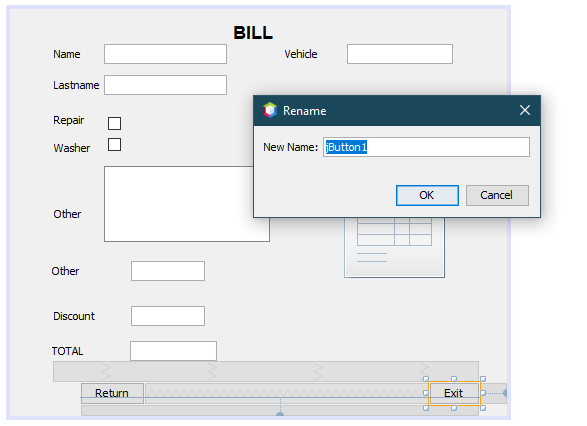 BILL
Name
Vehicle
Lastname
Rename
Repair
Washer
New Name:
jButton1
OK
Cancel
Other
Other
Discount
TOTAL
Return
Exit